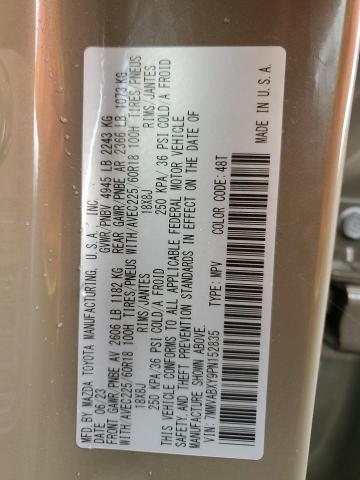 MFD. BY MAZDA TOYOTA MANUFACTURING, U.S.A., INC.
DATE: 06/23 GVWR/PNBV 4945 LB 2243 KG
FRONT GAWR/PNBE AV 2606 LB 1182 KG REAR GAWR/PNBE AR 2366 LB 1073 KG
WITH/AVEC225/60R18 100H TIRES/PNEUS WITH/AVEC225/60R18 100H TIRES/PNEUS
18X8J RIMS/JANTES 18X8J RIMS/JANTES
250 KPA/36 PSI COLD/A FROID 250 KPA/36 PSI COLD/A FROID
THIS VEHICLE CONFORMS TO ALL APPLICABLE FEDERAL MOTOR VEHICLE
SAFETY AND THEFT PREVENTION STANDARDS IN EFFECT ON THE DATE OF
MANUFACTURE SHOWN ABOVE.
7MMVABXY9PN152835 TYPE: MPV COLOR CODE: 48T
MADE IN U.S.A.